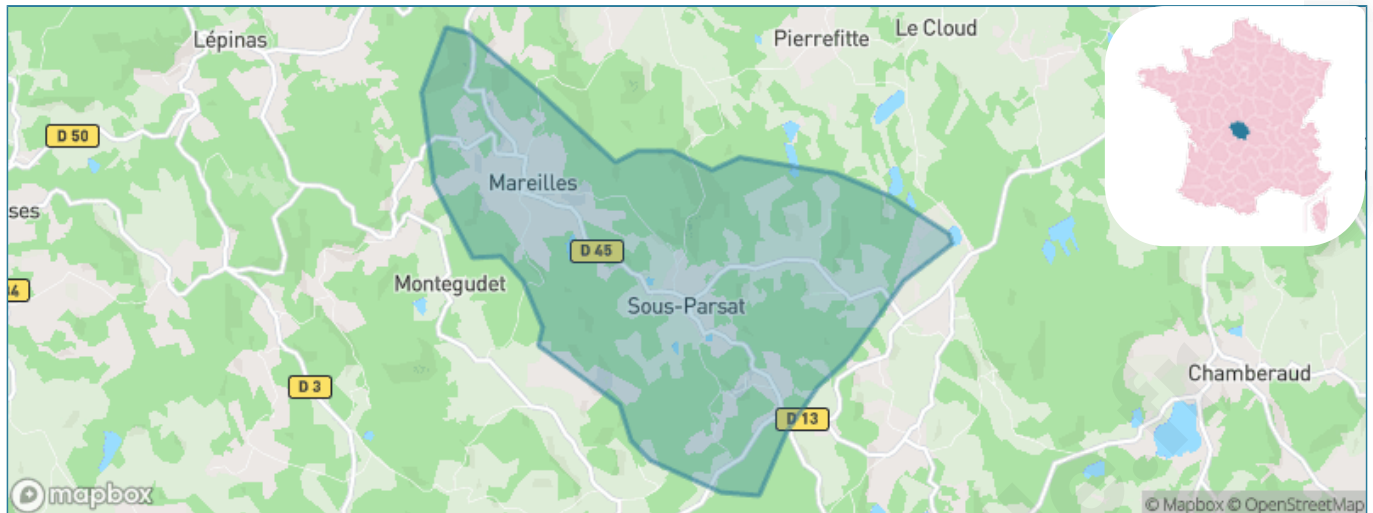 Lépinas
Pierrefitte
Le Cloud
D 50
Mareilles
ses
D 45
Montegudet
Sous-Parsat
D 3
Chamberaud
D 13
mapbox
© Mapbox © OpenStreetMap